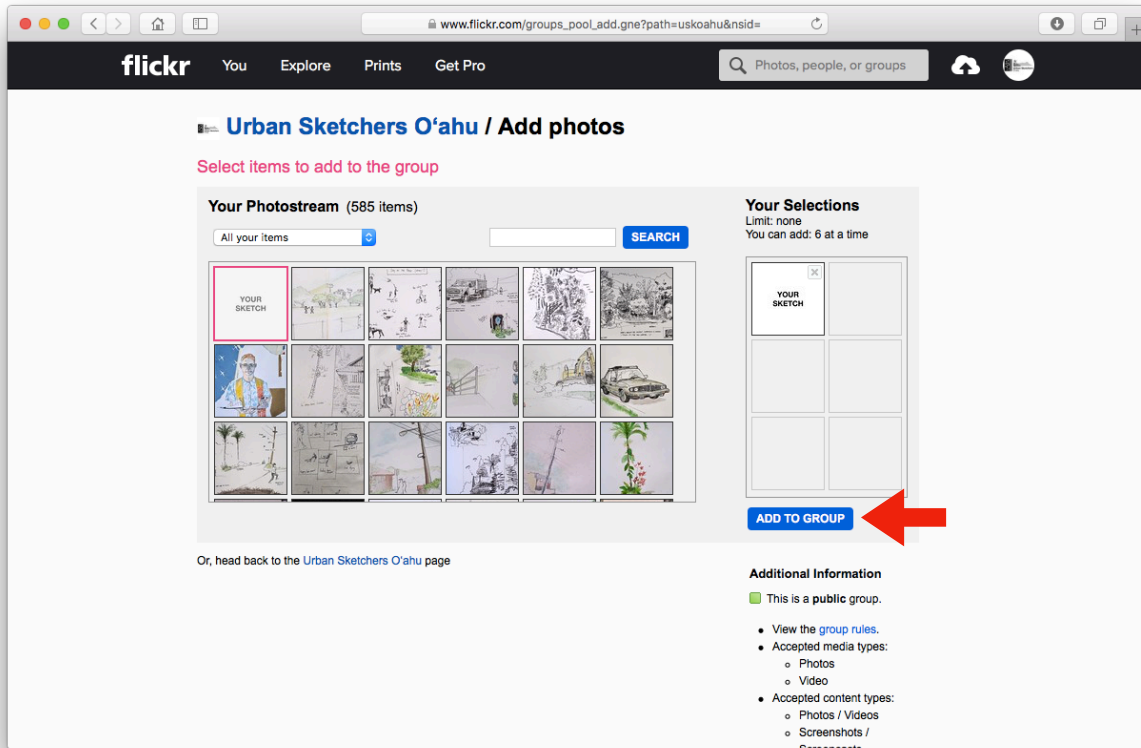 www.flickr.com/groups_pool_add.gne?path=uskoahu&nsid=
flickr You Explore Prints Get Pro Photos, people, or groups
Urban Sketchers Oʻahu / Add photos
Select items to add to the group
Your Photostream (585 items)
All your items
SEARCH
YOUR
SKETCH
Your Selections
Limit: none
You can add: 6 at a time
YOUR
SKETCH
ADD TO GROUP
Or, head back to the Urban Sketchers Oʻahu page
Additional Information
This is a public group.
View the group rules.
Accepted media types:
Photos
Video
Accepted content types:
Photos / Videos
Screenshots /